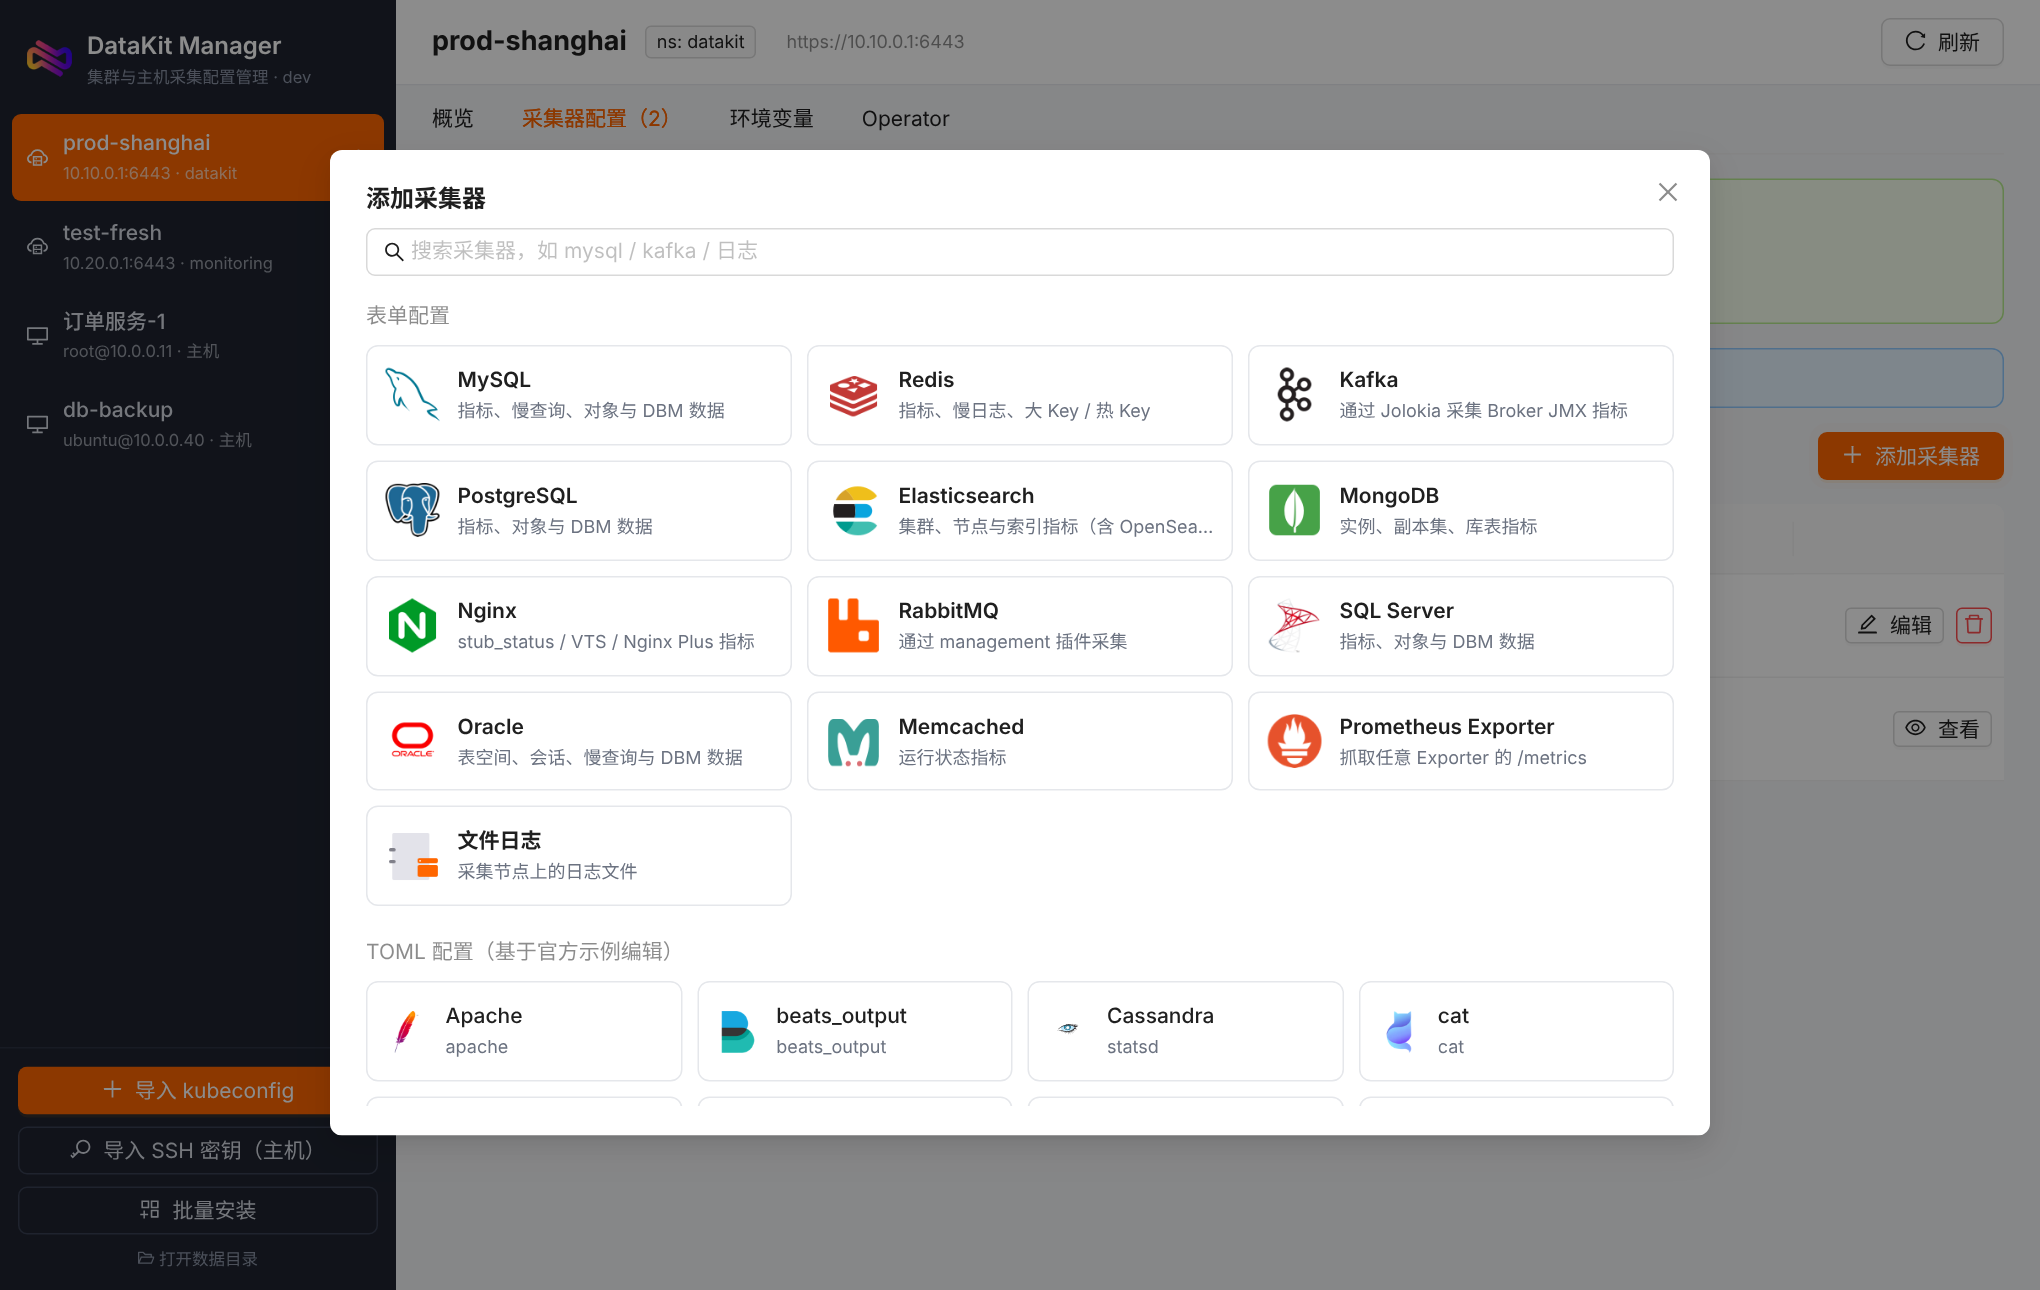 DataKit Manager
集群与主机采集配置管理 · dev
prod-shanghai
10.10.0.1:6443 · datakit
test-fresh
10.20.0.1:6443 · monitoring
订单服务-1
root@10.0.0.11 · 主机
db-backup
ubuntu@10.0.0.40 · 主机
导入 kubeconfig
导入 SSH 密钥（主机）
批量安装
打开数据目录
prod-shanghai
ns: datakit
https://10.10.0.1:6443
刷新
概览
采集器配置（2）
环境变量
Operator
添加采集器
编辑
查看
添加采集器
搜索采集器，如 mysql / kafka / 日志
表单配置
MySQL
指标、慢查询、对象与 DBM 数据
Redis
指标、慢日志、大 Key / 热 Key
Kafka
通过 Jolokia 采集 Broker JMX 指标
PostgreSQL
指标、对象与 DBM 数据
Elasticsearch
集群、节点与索引指标（含 OpenSea...
MongoDB
实例、副本集、库表指标
Nginx
stub_status / VTS / Nginx Plus 指标
RabbitMQ
通过 management 插件采集
SQL Server
指标、对象与 DBM 数据
ORACLE
Oracle
表空间、会话、慢查询与 DBM 数据
Memcached
运行状态指标
Prometheus Exporter
抓取任意 Exporter 的 /metrics
文件日志
采集节点上的日志文件
TOML 配置（基于官方示例编辑）
Apache
apache
beats_output
beats_output
Cassandra
statsd
cat
cat